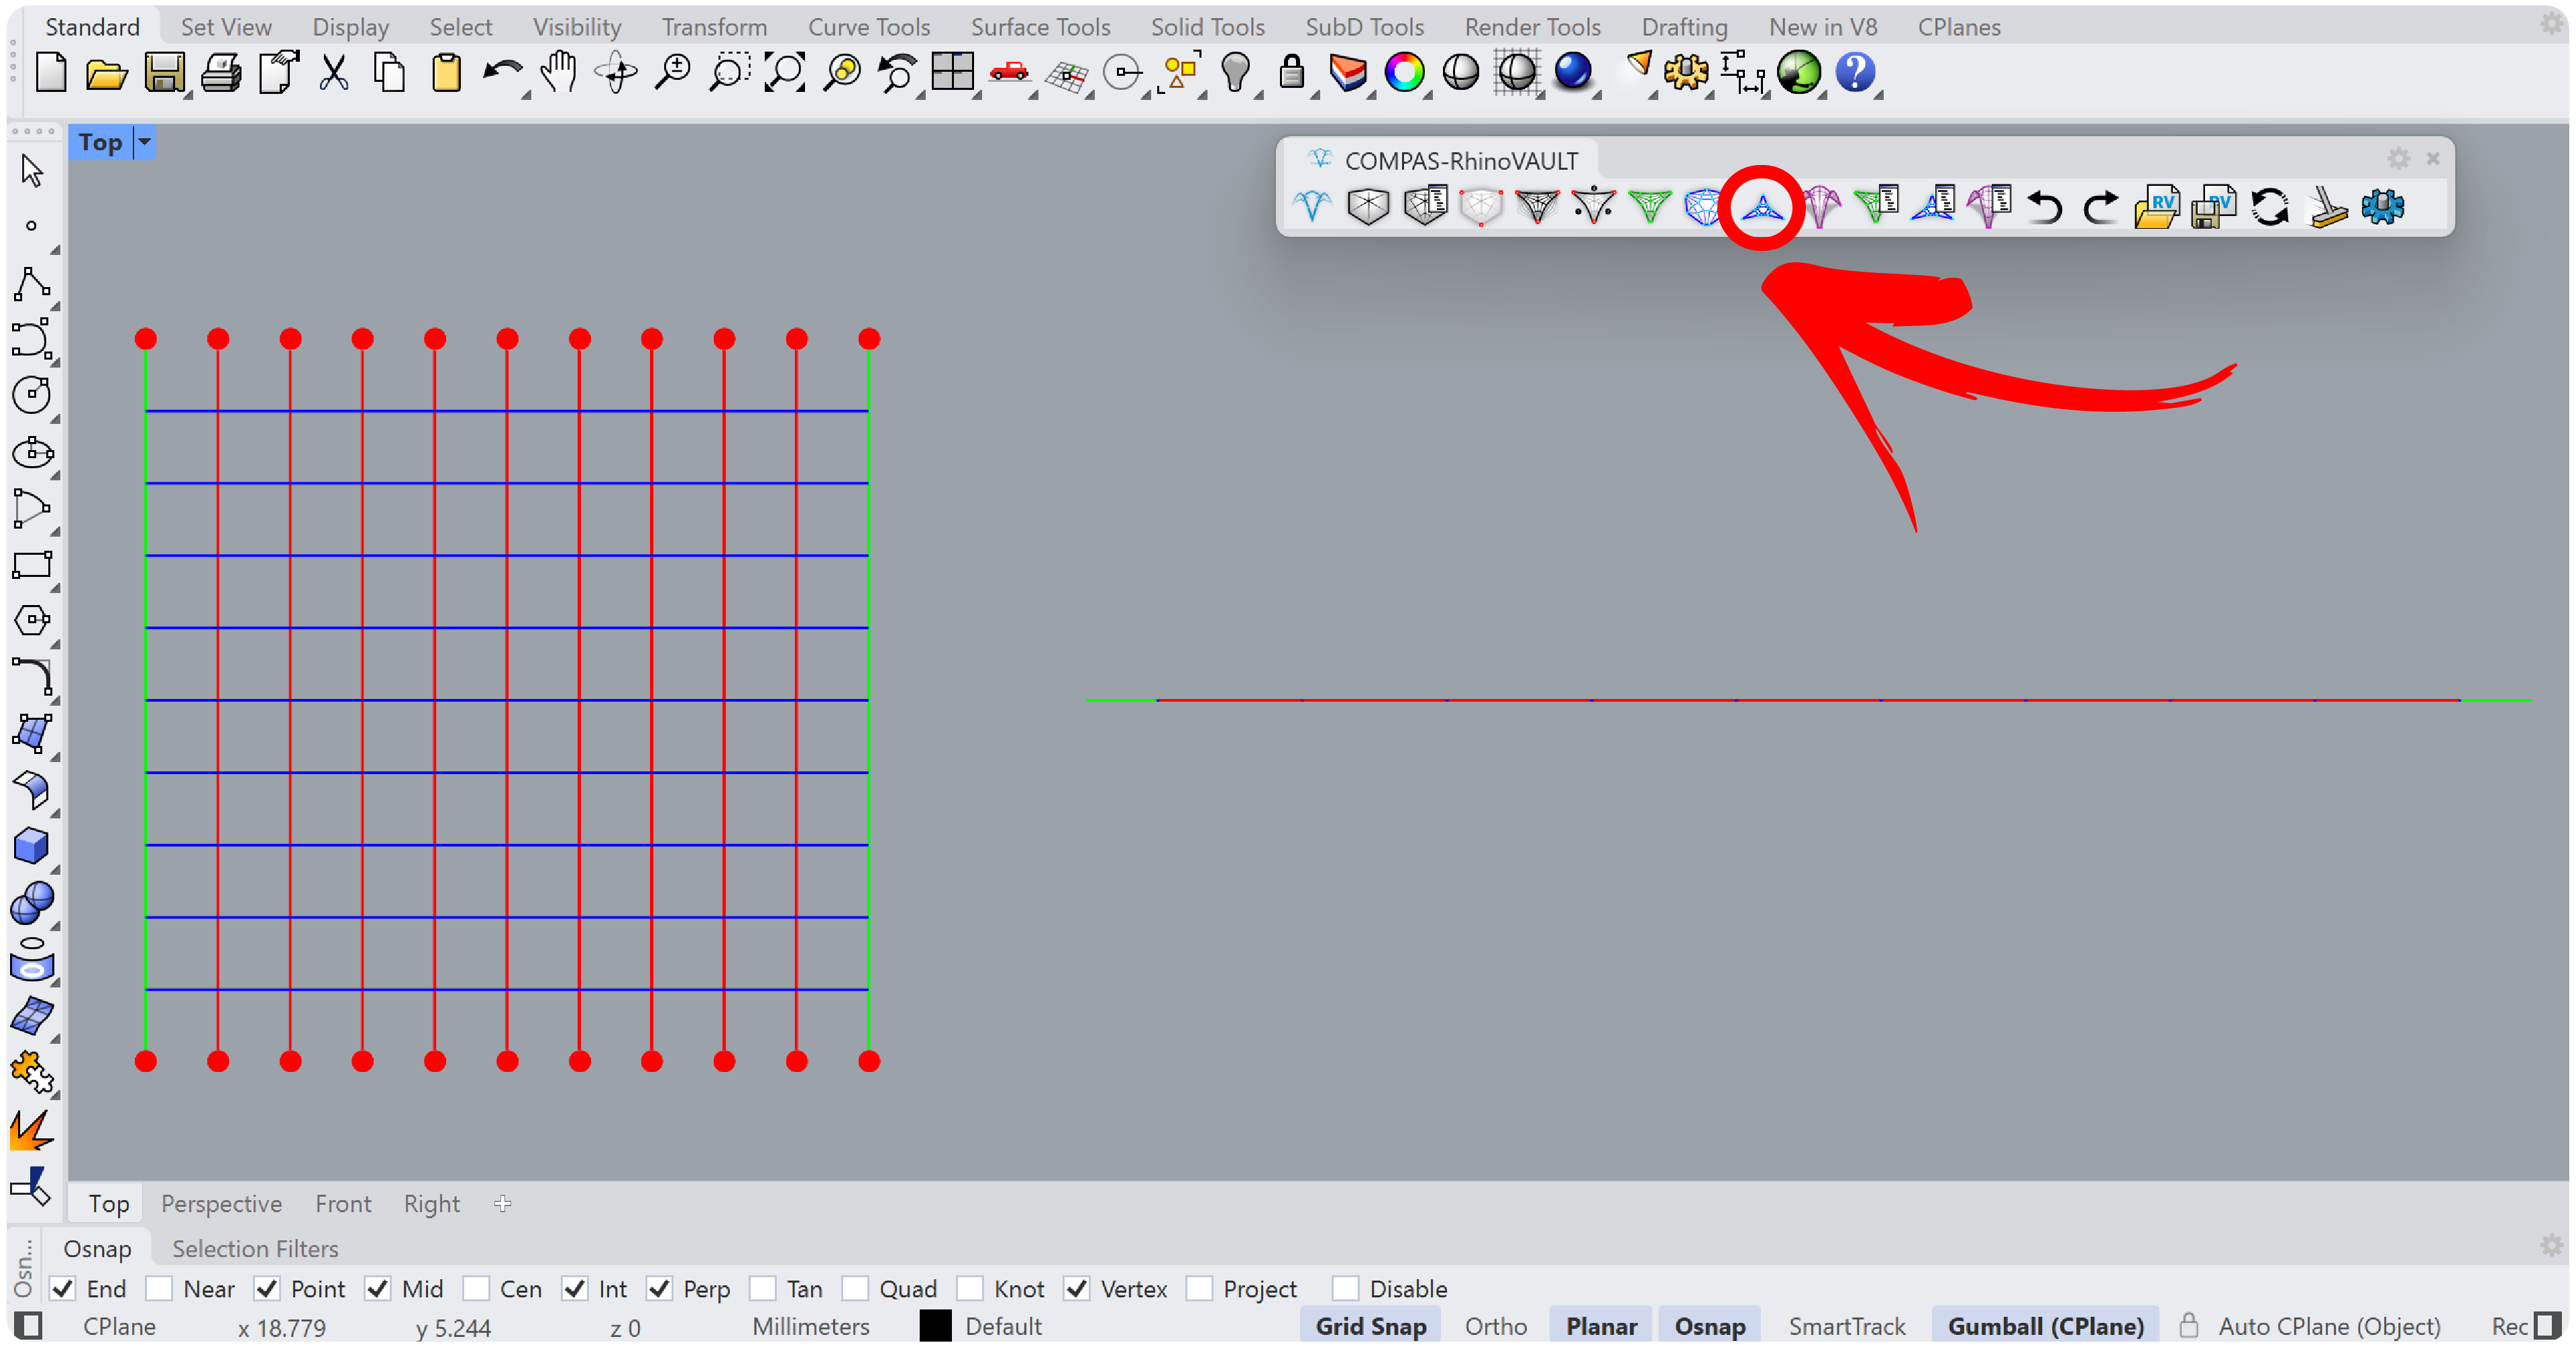 Standard Set View Display Select Visibility Transform Curve Tools Surface Tools Solid Tools SubD Tools Render Tools Drafting New in V8 CPlanes
Top
COMPAS-RhinoVAULT
RV
RV
Top Perspective Front Right
Osn...
Osnap Selection Filters
End Near Point Mid Cen Int Perp Tan Quad Knot Vertex Project Disable
CPlane x 18.779 y 5.244 z 0 Millimeters Default Grid Snap Ortho Planar Osnap SmartTrack Gumball (CPlane) Auto CPlane (Object) Rec